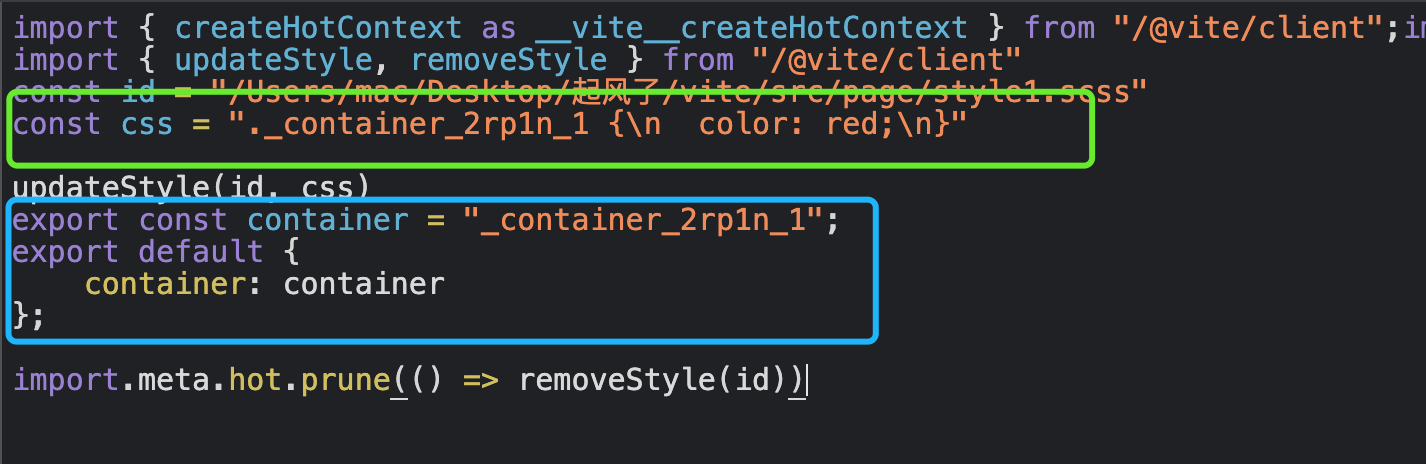 import { createHotContext as __vite__createHotContext } from "/@vite/client";im
import { updateStyle, removeStyle } from "/@vite/client"
const id = "/Users/mac/Desktop/起风了/vite/src/page/style1.scss"
const css = "._container_2rp1n_1 {\n  color: red;\n}"
updateStyle(id, css)
export const container = "_container_2rp1n_1";
export default {
    container: container
};
import.meta.hot.prune(() => removeStyle(id))